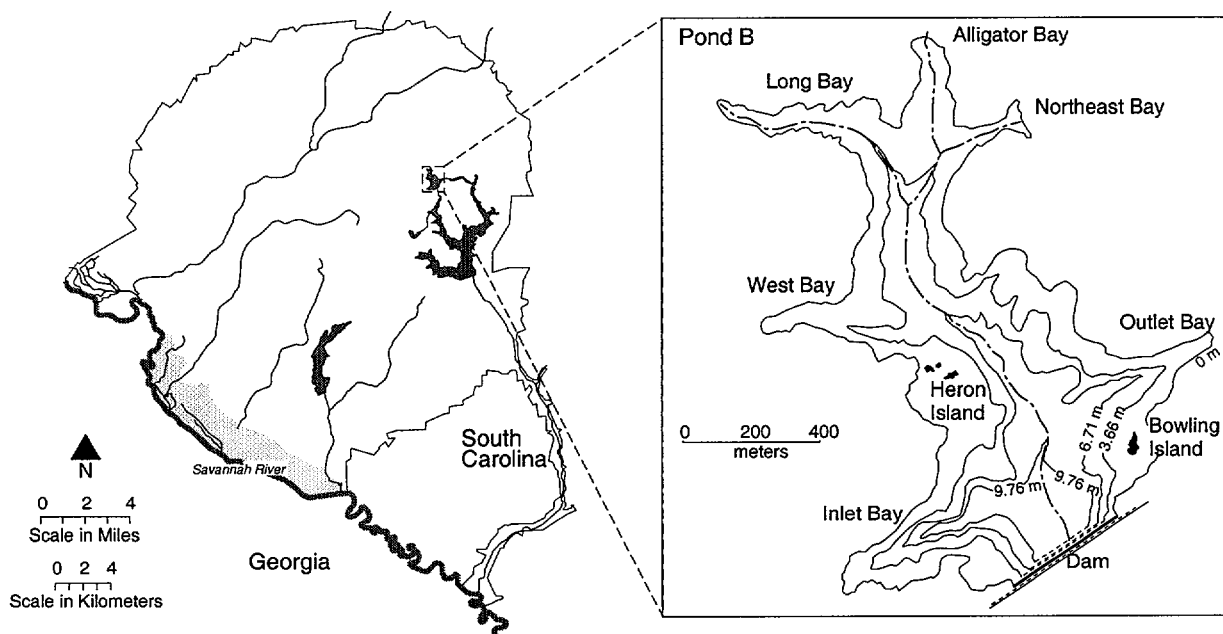 Pond B
Alligator Bay
Long Bay
Northeast Bay
West Bay
Outlet Bay
0 m
Heron
Island
6.71 m
3.66 m
Bowling
Island
0 200 400
meters
9.76 m
9.76 m
Inlet Bay
Dam
South
Carolina
Savannah River
N
0 2 4
Scale in Miles
Georgia
0 2 4
Scale in Kilometers